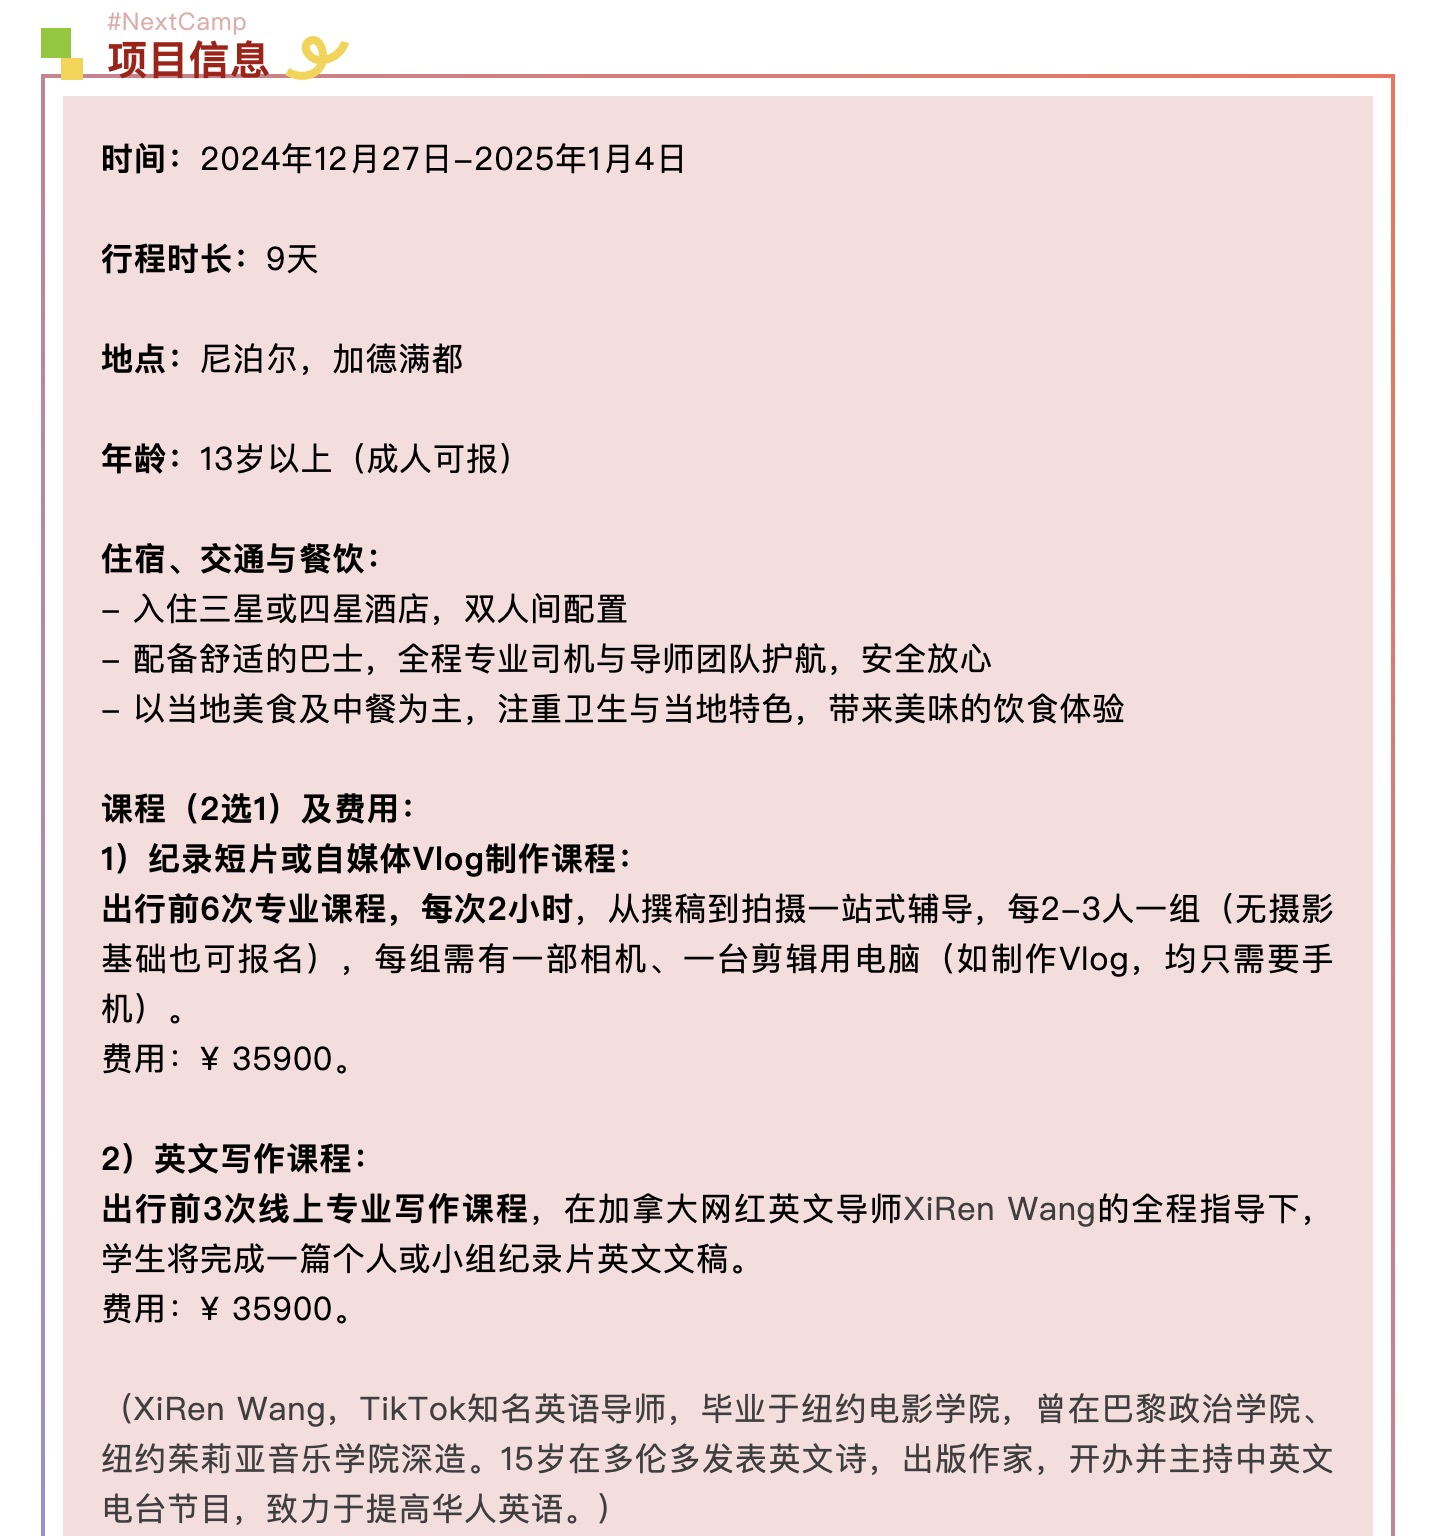 #NextCamp
项目信息
时间：2024年12月27日-2025年1月4日
行程时长：9天
地点：尼泊尔，加德满都
年龄：13岁以上（成人可报）
住宿、交通与餐饮：
- 入住三星或四星酒店，双人间配置
- 配备舒适的巴士，全程专业司机与导师团队护航，安全放心
- 以当地美食及中餐为主，注重卫生与当地特色，带来美味的饮食体验
课程（2选1）及费用：
1）纪录短片或自媒体Vlog制作课程：
出行前6次专业课程，每次2小时，从撰稿到拍摄一站式辅导，每2-3人一组（无摄影
基础也可报名），每组需有一部相机、一台剪辑用电脑（如制作Vlog，均只需要手
机）。
费用：¥ 35900。
2）英文写作课程：
出行前3次线上专业写作课程，在加拿大网红英文导师XiRen Wang的全程指导下，
学生将完成一篇个人或小组纪录片英文文稿。
费用：¥ 35900。
（XiRen Wang，TikTok知名英语导师，毕业于纽约电影学院，曾在巴黎政治学院、
纽约茱莉亚音乐学院深造。15岁在多伦多发表英文诗，出版作家，开办并主持中英文
电台节目，致力于提高华人英语。）